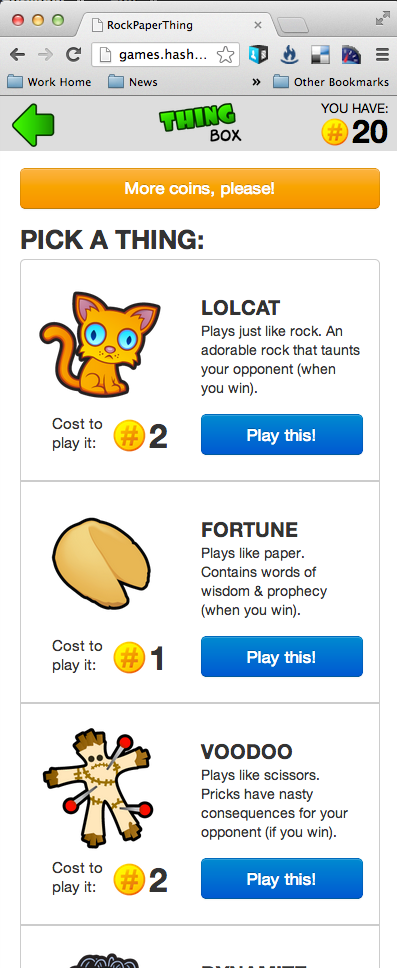 RockPaperThing
games.hash...
Work Home
News
»
Other Bookmarks
THING
BOX
YOU HAVE:
# 20
More coins, please!
PICK A THING:
LOLCAT
Plays just like rock. An
adorable rock that taunts
your opponent (when
you win).
Cost to
play it:
# 2
Play this!
FORTUNE
Plays like paper.
Contains words of
wisdom & prophecy
(when you win).
Cost to
play it:
# 1
Play this!
VOODOO
Plays like scissors.
Pricks have nasty
consequences for your
opponent (if you win).
Cost to
play it:
# 2
Play this!
DYNAMITE